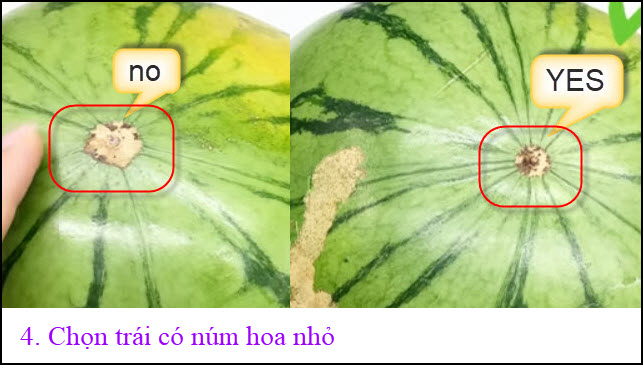 no
YES
4. Chọn trái có núm hoa nhỏ